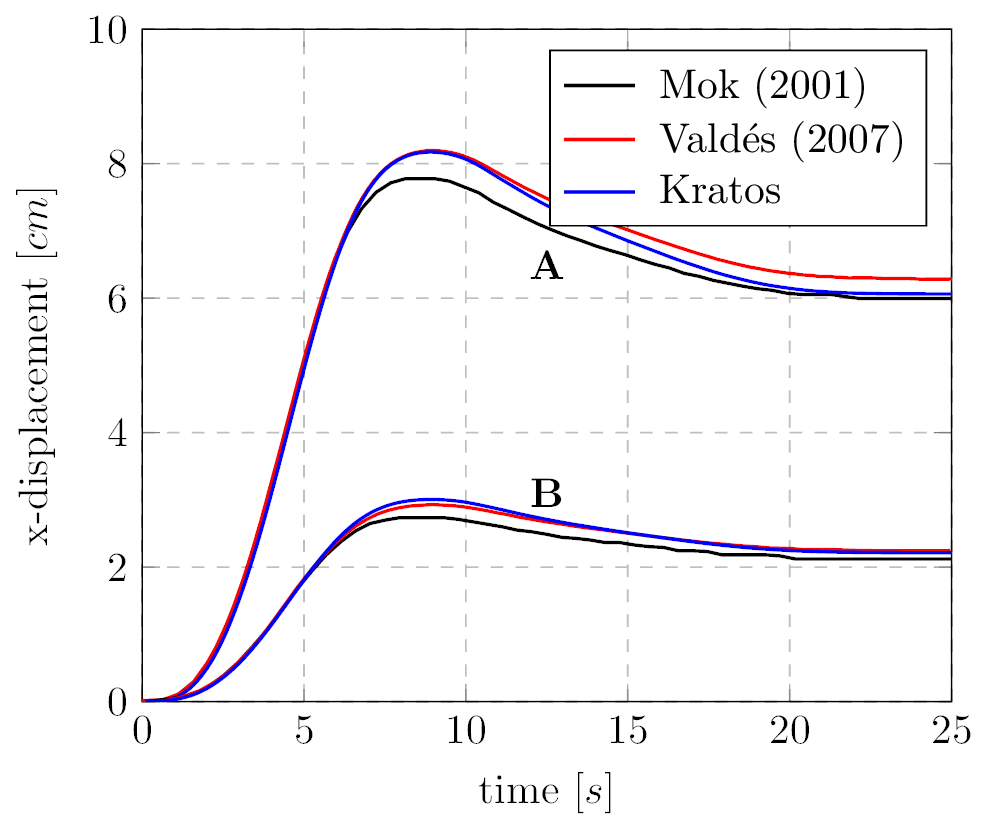 10
8
6
4
2
0
0 5 10 15 20 25
x-displacement [cm]
time [s]
Mok (2001)
Valdés (2007)
Kratos
A
B